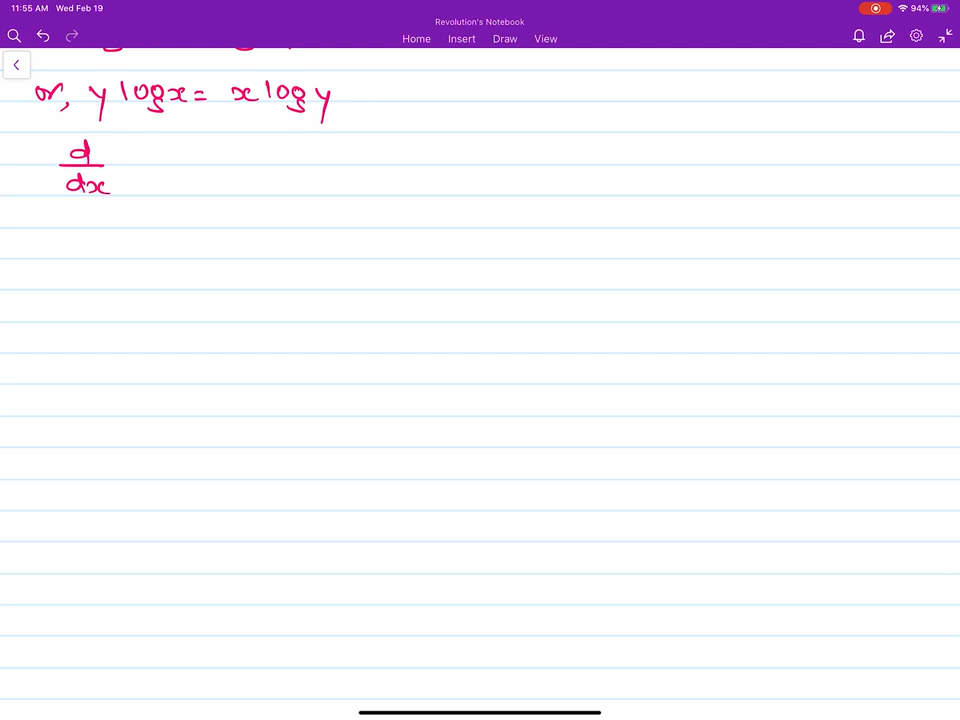 11:55 AM Wed Feb 19
94%
Revolution's Notebook
Home Insert Draw View
or, y log x = x log y
d
dx